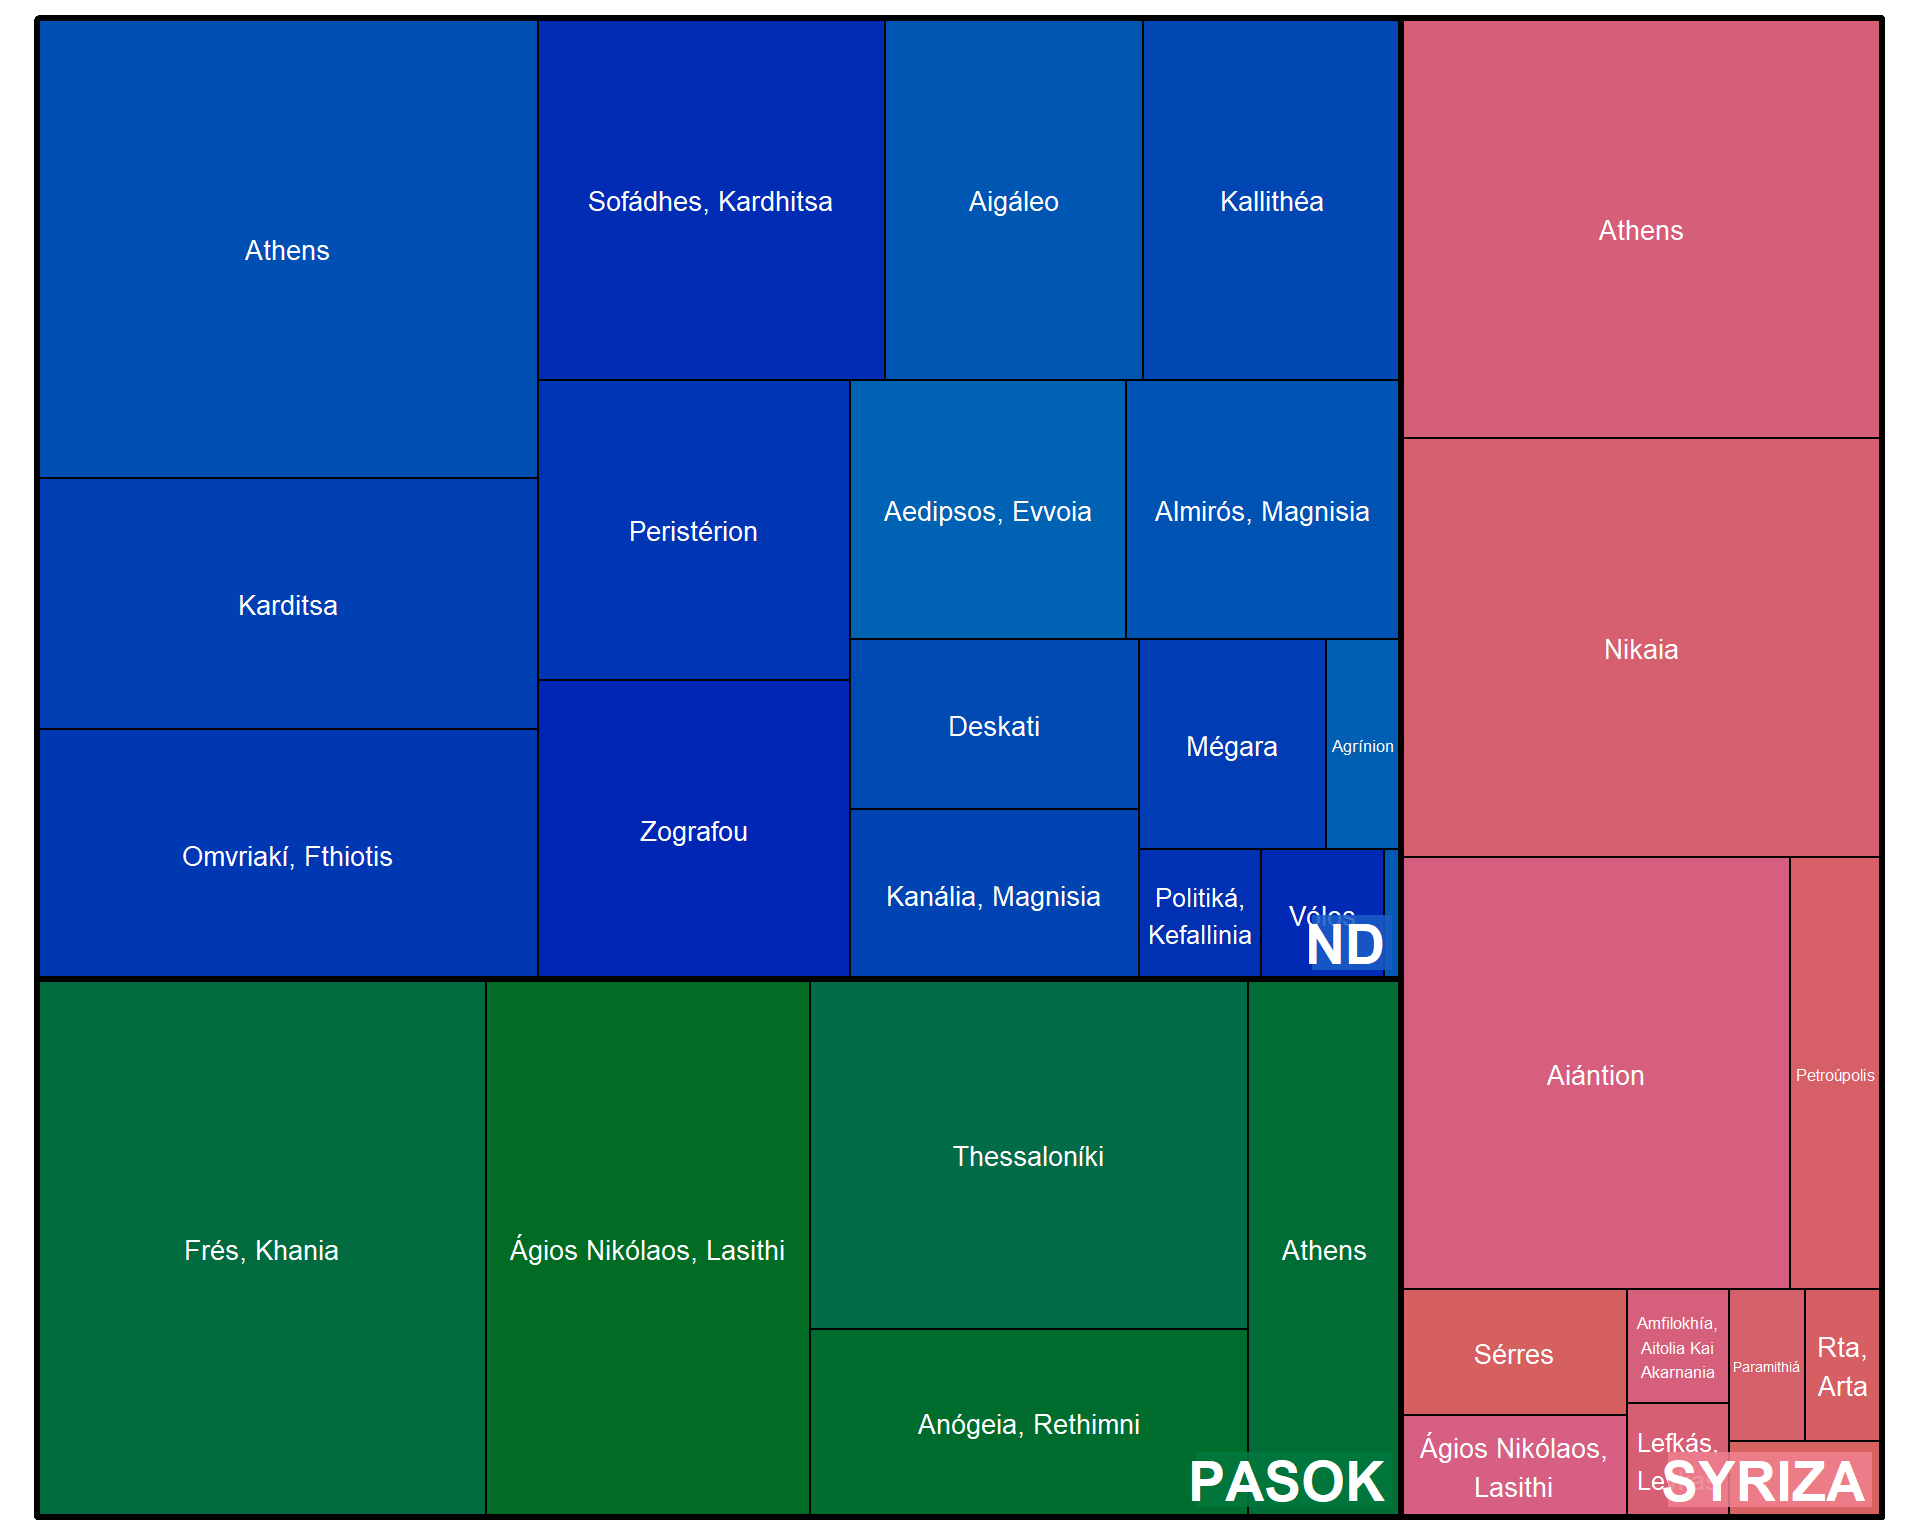 Athens
Sofádhes, Kardhitsa
Aigáleo
Kallithéa
Athens
Peristérion
Aedipsos, Evvoia
Almirós, Magnisia
Karditsa
Nikaia
Deskati
Mégara
Agrínion
Omvriakí, Fthiotis
Zografou
Kanália, Magnisia
Politiká,
Kefallinia
Vólos
ND
Frés, Khania
Ágios Nikólaos, Lasithi
Thessaloníki
Athens
Aiántion
Petroúpolis
Anógeia, Rethimni
PASOK
Sérres
Amfilokhía,
Aitolia Kai
Akarnania
Paramithiá
Rta,
Arta
Ágios Nikólaos,
Lasithi
Lefkás,
SYRIZA